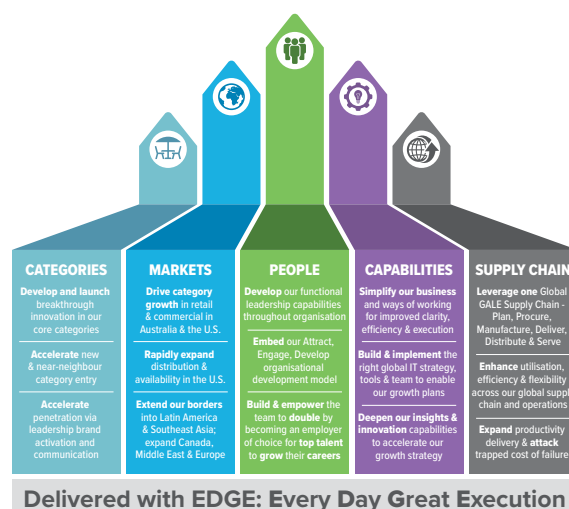 CATEGORIES
Develop and launch
breakthrough
innovation in our
core categories
Accelerate new
& near-neighbour
category entry
Accelerate
penetration via
leadership brand
activation and
communication
MARKETS
Drive category
growth in retail
& commercial in
Australia & the U.S.
Rapidly expand
distribution &
availability in the U.S.
Extend our borders
into Latin America
& Southeast Asia;
expand Canada,
Middle East & Europe
PEOPLE
Develop our functional
leadership capabilities
throughout organisation
Embed our Attract,
Engage, Develop
organisational
development model
Build & empower the
team to double by
becoming an employer
of choice for top talent
to grow their careers
CAPABILITIES
Simplify our business
and ways of working
for improved clarity,
efficiency & execution
Build & implement the
right global IT strategy,
tools & team to enable
our growth plans
Deepen our insights &
innovation capabilities
to accelerate our
growth strategy
SUPPLY CHAIN
Leverage one Global
GALE Supply Chain -
Plan, Procure,
Manufacture, Deliver,
Distribute & Serve
Enhance utilisation,
efficiency & flexibility
across our global supply
chain and operations
Expand productivity
delivery & attack
trapped cost of failure
Delivered with EDGE: Every Day Great Execution